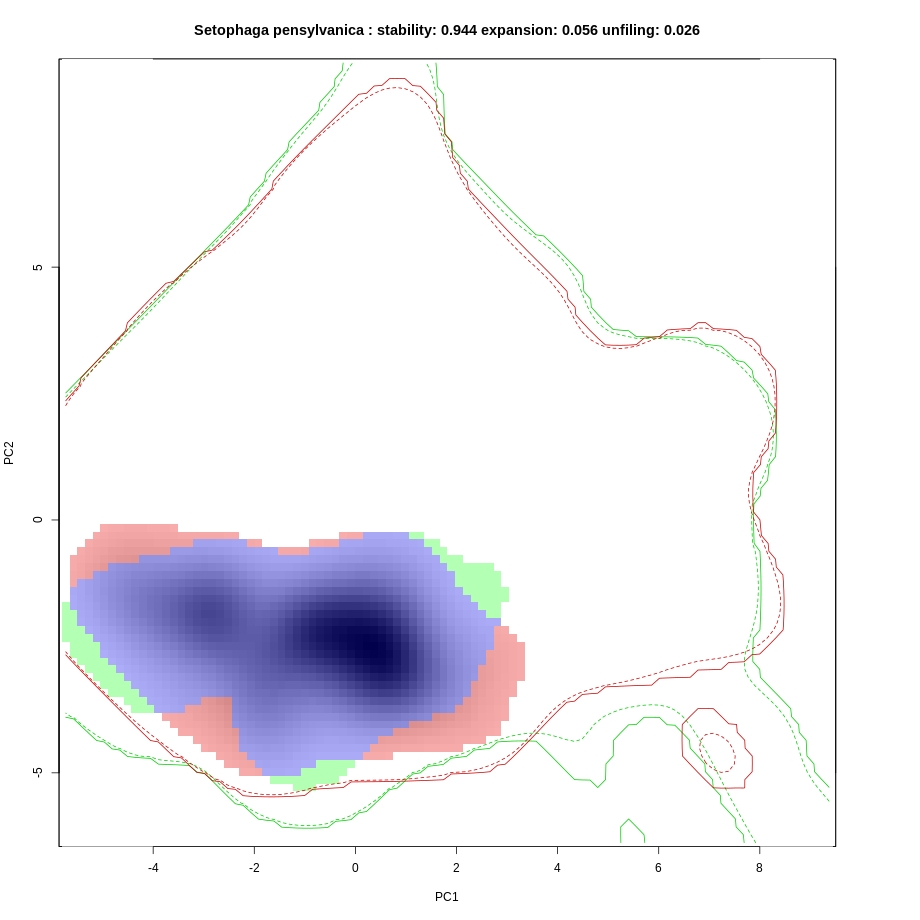 Setophaga pensylvanica : stability: 0.944 expansion: 0.056 unfiling: 0.026
PC2
5
0
-5
-4 -2 0 2 4 6 8
PC1